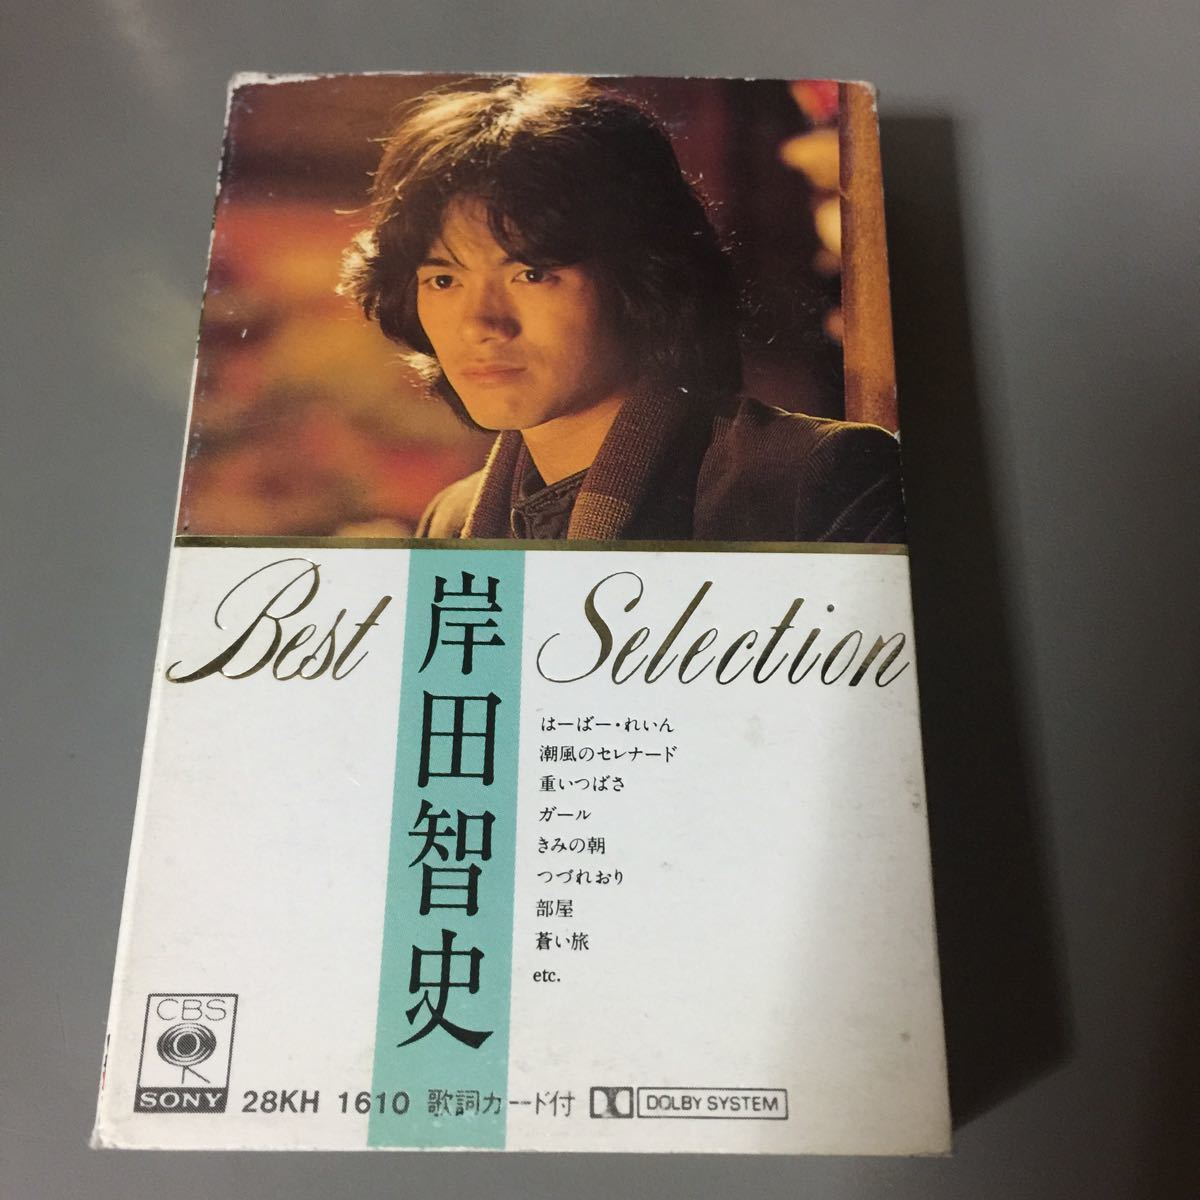 Best Selection
岸田智史
はーばー・れいん
潮風のセレナード
重いつばさ
ガール
きみの朝
つづれおり
部屋
蒼い旅
etc.
CBS
SONY
28KH 1610 歌詞カード付 DOLBY SYSTEM